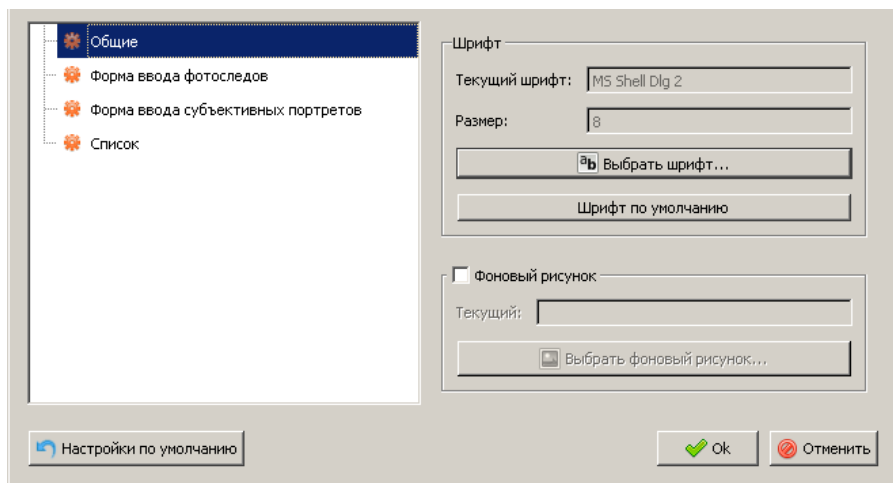 Общие
Форма ввода фотоследов
Форма ввода субъективных портретов
Список
Шрифт
Текущий шрифт: MS Shell Dlg 2
Размер: 8
ab Выбрать шрифт...
Шрифт по умолчанию
Фоновый рисунок
Текущий:
Выбрать фоновый рисунок...
Настройки по умолчанию
Ok
Отменить